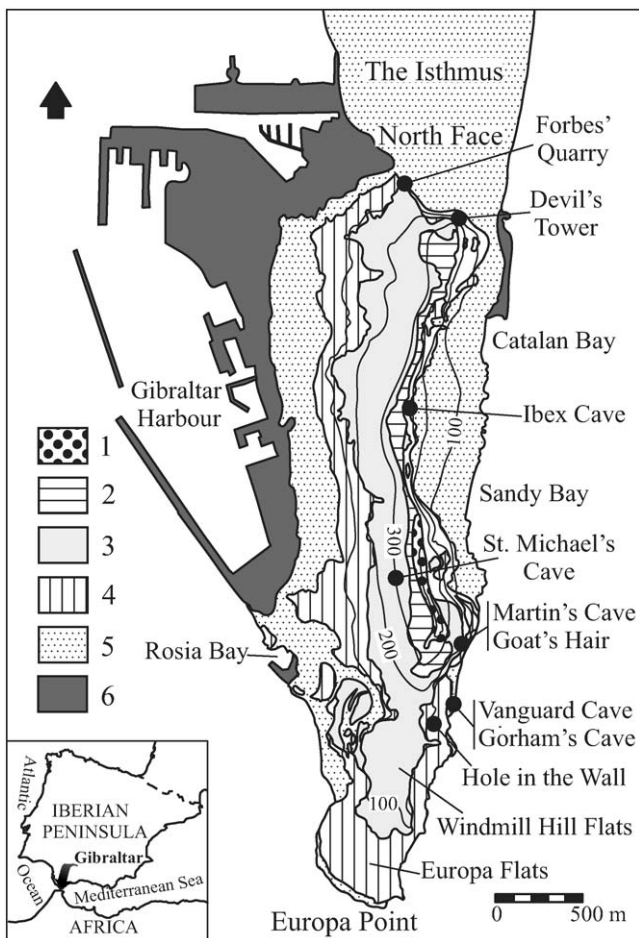 The Isthmus
North Face
Forbes'
Quarry
Devil's
Tower
Catalan Bay
Gibraltar
Harbour
Ibex Cave
100
1
2
3
4
5
6
Sandy Bay
300
St. Michael's
Cave
Martin's Cave
Goat's Hair
200
Rosia Bay
Vanguard Cave
Gorham's Cave
Hole in the Wall
100
Windmill Hill Flats
Europa Flats
Europa Point
0
500 m
Atlantic
Ocean
IBERIAN
PENINSULA
Gibraltar
Mediterranean Sea
AFRICA